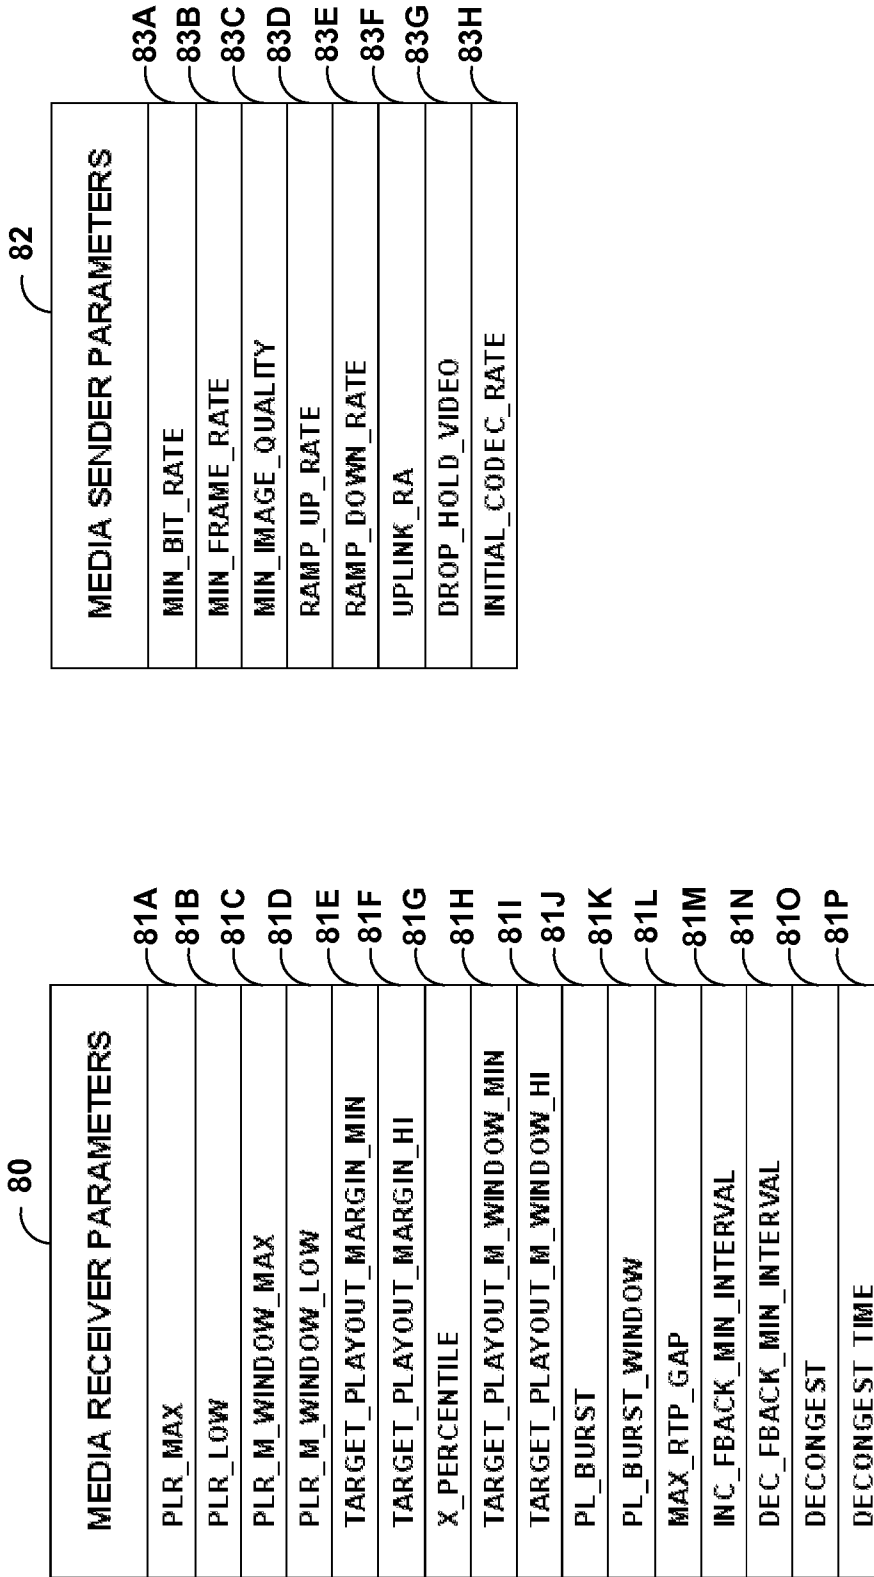 80
MEDIA RECEIVER PARAMETERS
PLR_MAX 81A
PLR_LOW 81B
PLR_M_WINDOW_MAX 81C
PLR_M_WINDOW_LOW 81D
TARGET_PLAYOUT_MARGIN_MIN 81E
TARGET_PLAYOUT_MARGIN_HI 81F
X_PERCENTILE 81G
TARGET_PLAYOUT_M_WINDOW_MIN 81H
TARGET_PLAYOUT_M_WINDOW_HI 81I
PL_BURST 81J
PL_BURST_WINDOW 81K
MAX_RTP_GAP 81L
INC_FBACK_MIN_INTERVAL 81M
DEC_FBACK_MIN_INTERVAL 81N
DECONGEST 81O
DECONGEST TIME 81P
82
MEDIA SENDER PARAMETERS
MIN_BIT_RATE 83A
MIN_FRAME_RATE 83B
MIN_IMAGE_QUALITY 83C
RAMP_UP_RATE 83D
RAMP_DOWN_RATE 83E
UPLINK_RA 83F
DROP_HOLD_VIDEO 83G
INITIAL_CODEC_RATE 83H